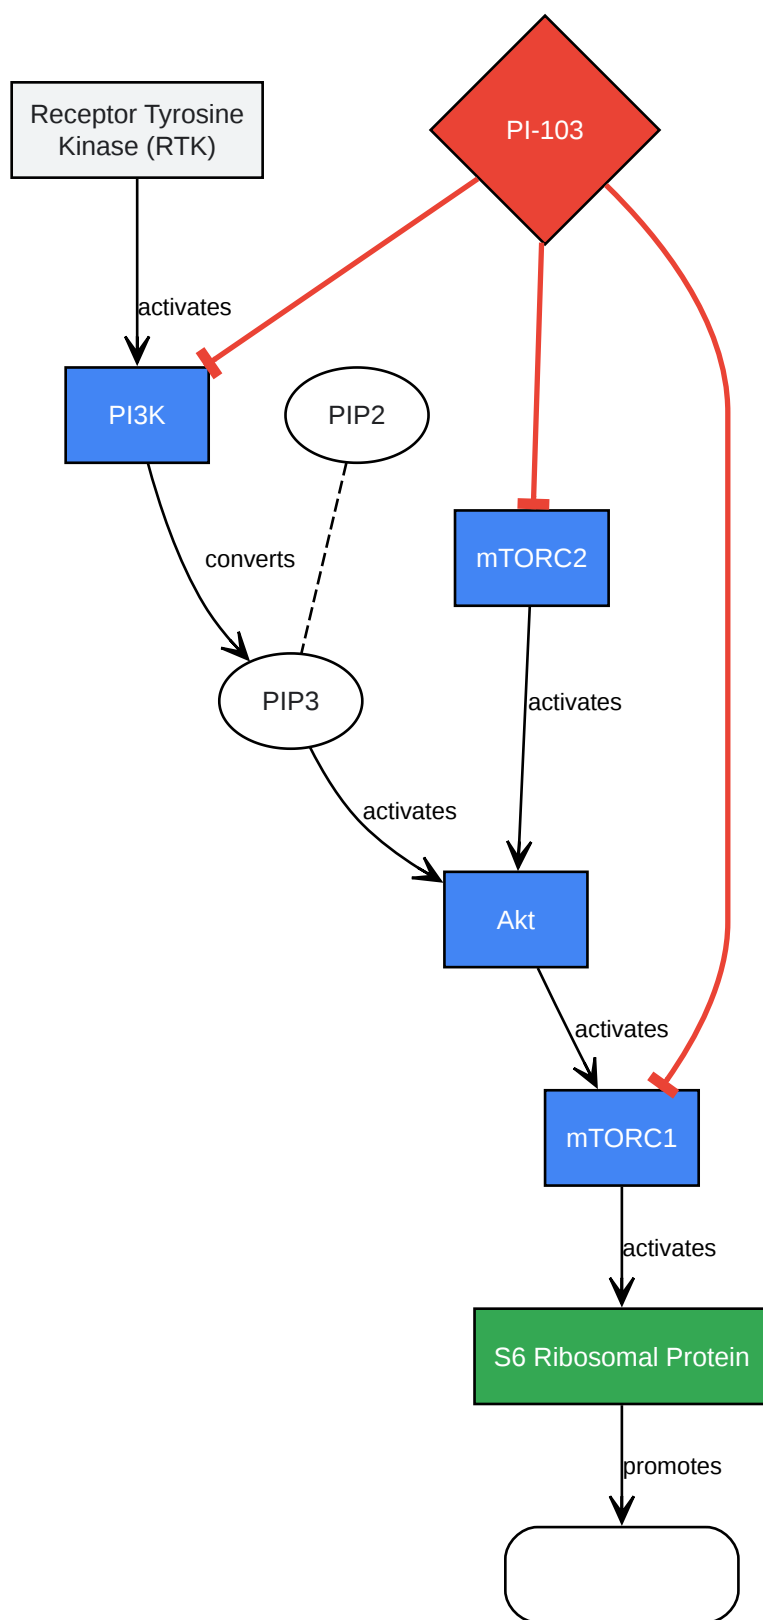 Receptor Tyrosine
Kinase (RTK)
PI-103
activates
PI3K
PIP2
converts
mTORC2
PIP3
activates
activates
Akt
activates
mTORC1
activates
S6 Ribosomal Protein
promotes